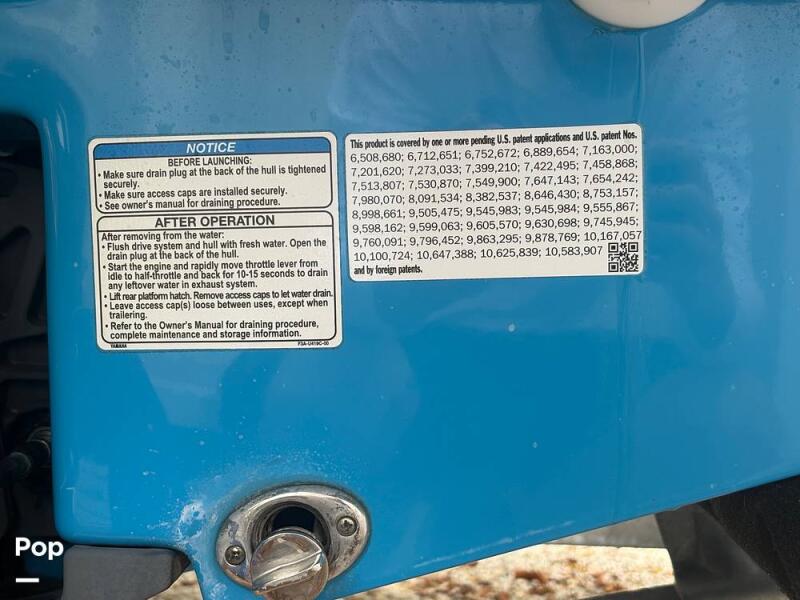 NOTICE
BEFORE LAUNCHING:
• Make sure drain plug at the back of the hull is tightened
securely.
• Make sure access caps are installed securely.
• See owner's manual for draining procedure.
AFTER OPERATION
After removing from the water:
• Flush drive system and hull with fresh water. Open the
drain plug at the back of the hull.
• Start the engine and rapidly move throttle lever from
idle to half-throttle and back for 10-15 seconds to drain
any leftover water in exhaust system.
• Lift rear platform hatch. Remove access caps to let water drain.
• Leave access cap(s) loose between uses, except when
trailering.
• Refer to the Owner's Manual for draining procedure,
complete maintenance and storage information.
YAMAHA F3A-U419C-00
This product is covered by one or more pending U.S. patent applications and U.S. patent Nos.
6,508,680; 6,712,651; 6,752,672; 6,889,654; 7,163,000;
7,201,620; 7,273,033; 7,399,210; 7,422,495; 7,458,868;
7,513,807; 7,530,870; 7,549,900; 7,647,143; 7,654,242;
7,980,070; 8,091,534; 8,382,537; 8,646,430; 8,753,157;
8,998,661; 9,505,475; 9,545,983; 9,545,984; 9,555,867;
9,598,162; 9,599,063; 9,605,570; 9,630,698; 9,745,945;
9,760,091; 9,796,452; 9,863,295; 9,878,769; 10,167,057
10,100,724; 10,647,388; 10,625,839; 10,583,907
and by foreign patents.
Pop